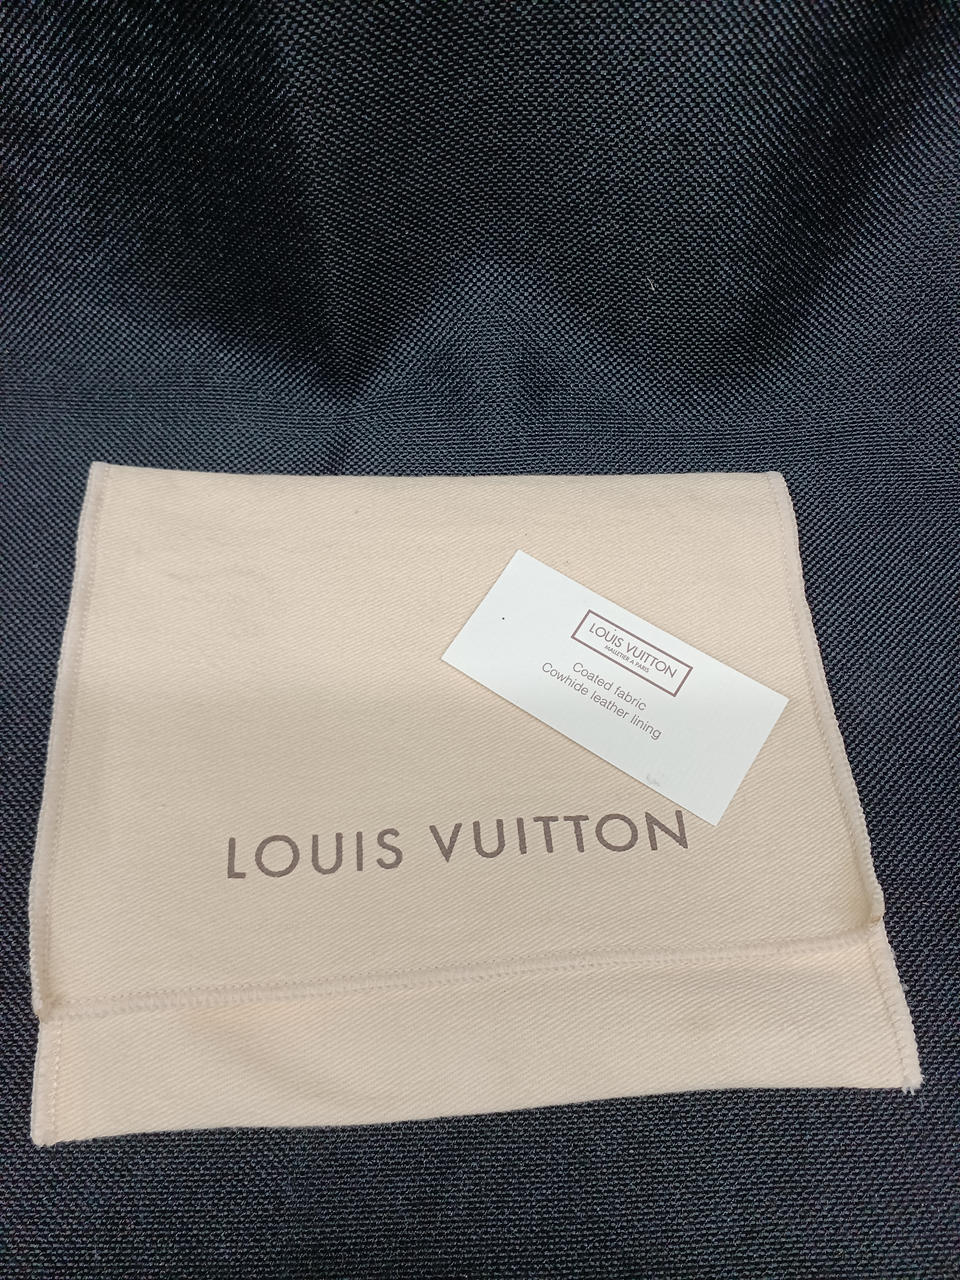 LOUIS VUITTON
MALLETIER A PARIS
Coated fabric
Cowhide leather lining
LOUIS VUITTON